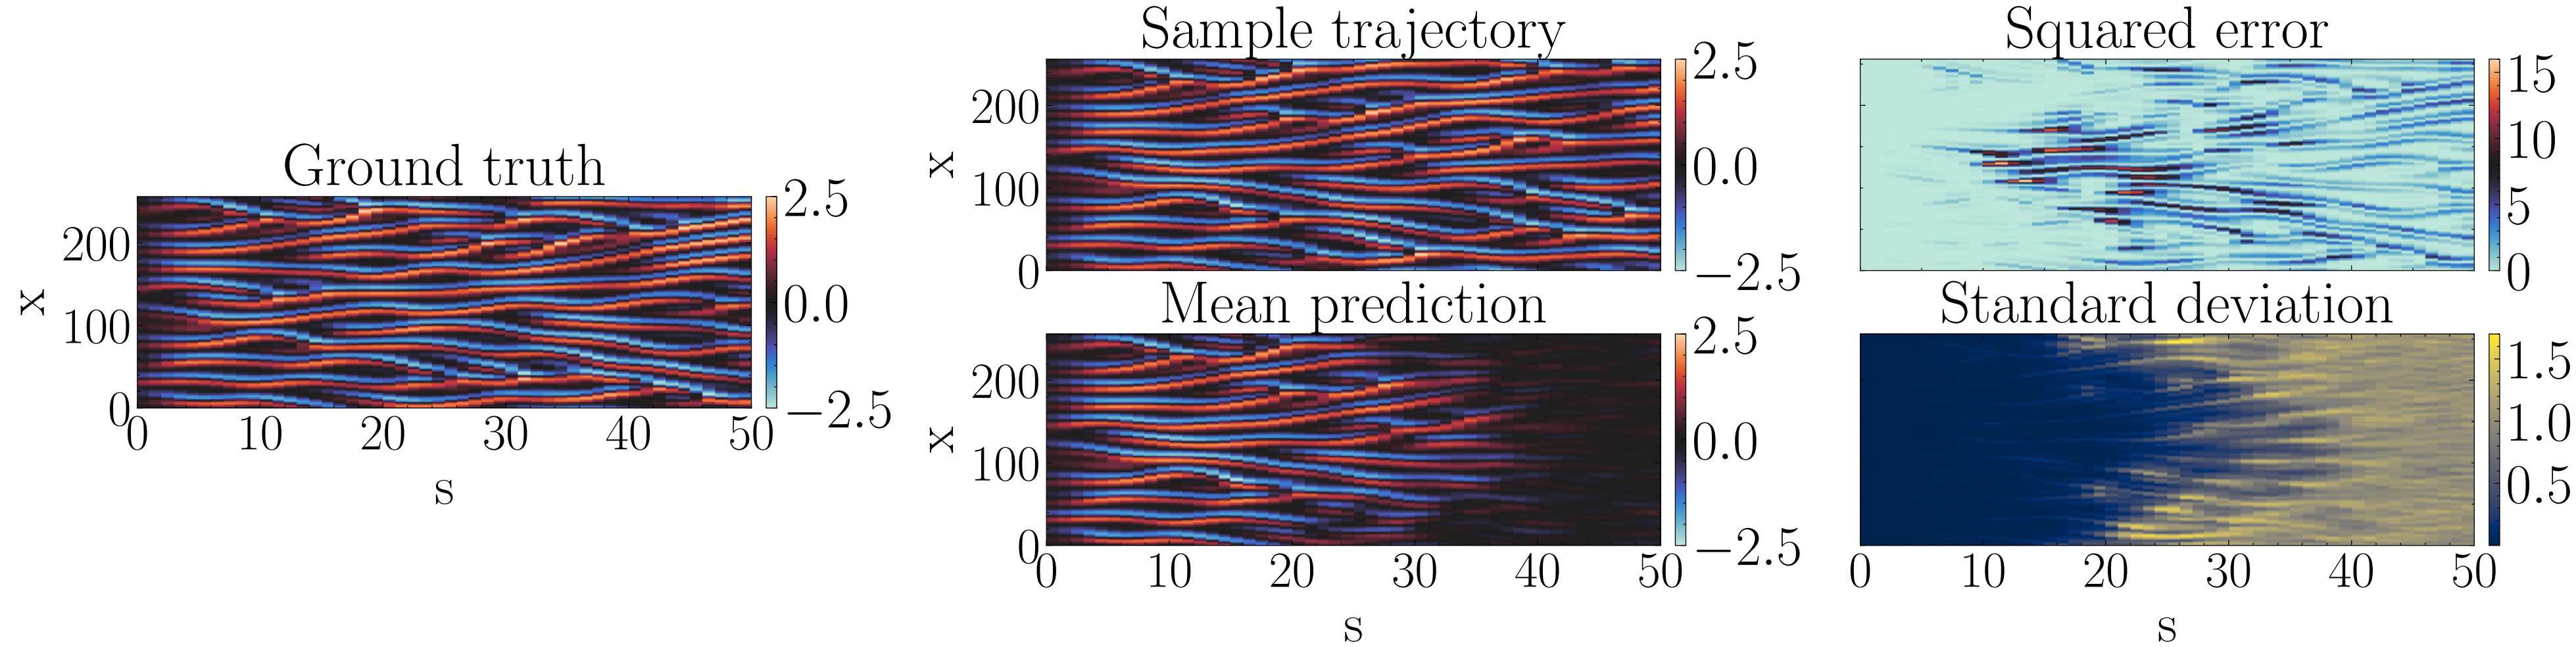 Ground truth
x
200
100
0
0 10 20 30 40 50
s
2.5
0.0
−2.5
Sample trajectory
x
200
100
0
2.5
0.0
−2.5
Squared error
15
10
5
0
Mean prediction
x
200
100
0
0 10 20 30 40 50
s
2.5
0.0
−2.5
Standard deviation
0 10 20 30 40 50
s
1.5
1.0
0.5